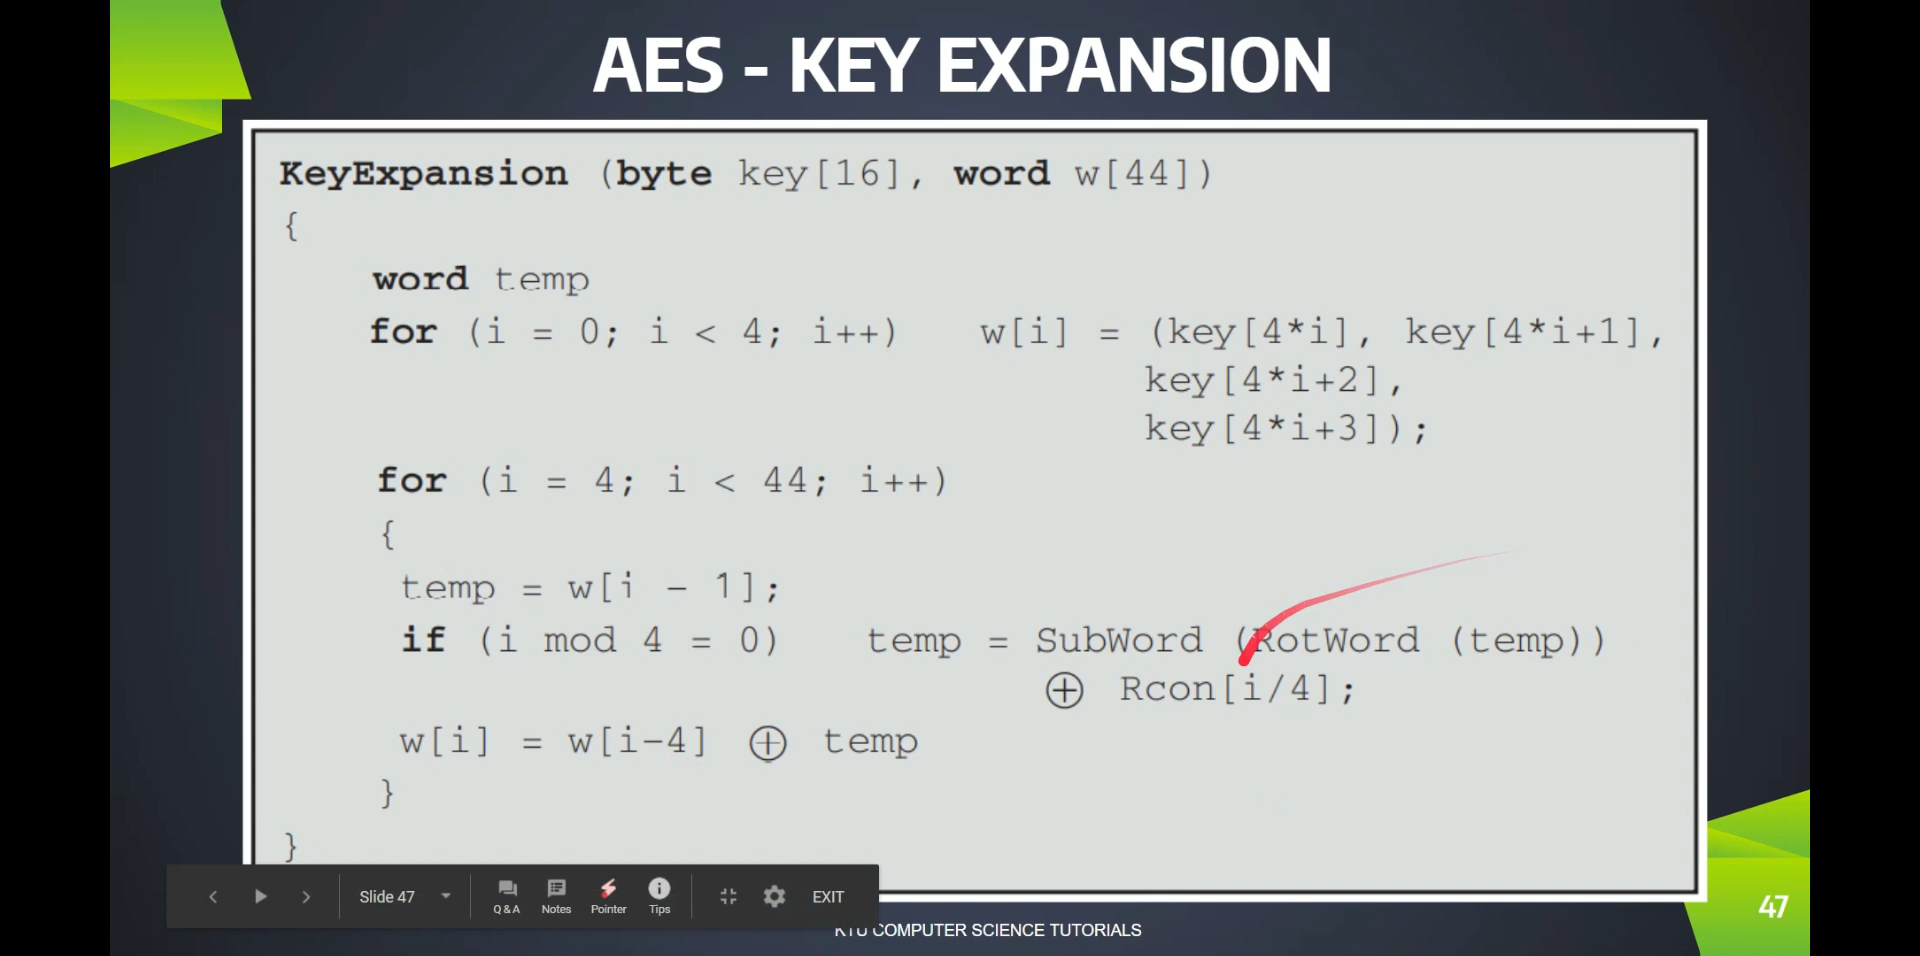 AES - KEY EXPANSION
KeyExpansion (byte key[16], word w[44])
{
word temp
for (i = 0; i < 4; i++) w[i] = (key[4*i], key[4*i+1],
key[4*i+2],
key[4*i+3]);
for (i = 4; i < 44; i++)
{
temp = w[i - 1];
if (i mod 4 = 0) temp = SubWord (RotWord (temp))
⊕ Rcon[i/4];
w[i] = w[i-4] ⊕ temp
}
}
Slide 47
Q & A
Notes
Pointer
Tips
EXIT
47
KTU COMPUTER SCIENCE TUTORIALS